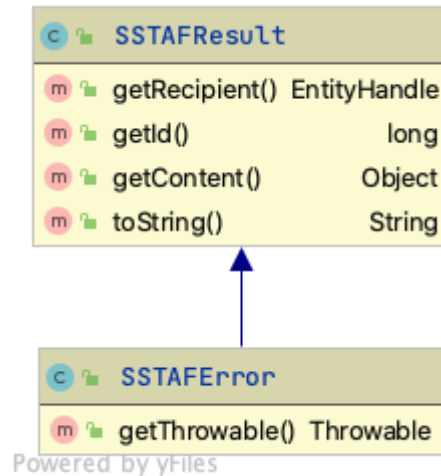 c SSTAFResult
m getRecipient() EntityHandle
m getId() long
m getContent() Object
m toString() String
c SSTAFError
m getThrowable() Throwable
Powered by yFiles